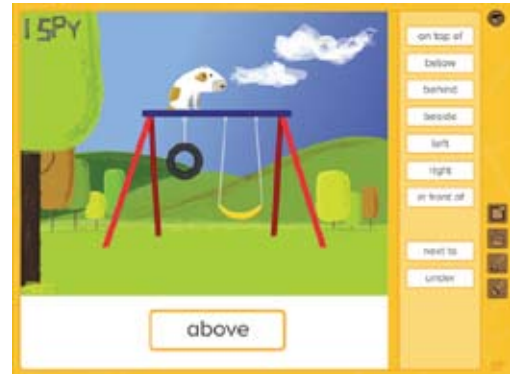 I SPY
on top of
below
behind
beside
left
right
in front of
next to
under
above